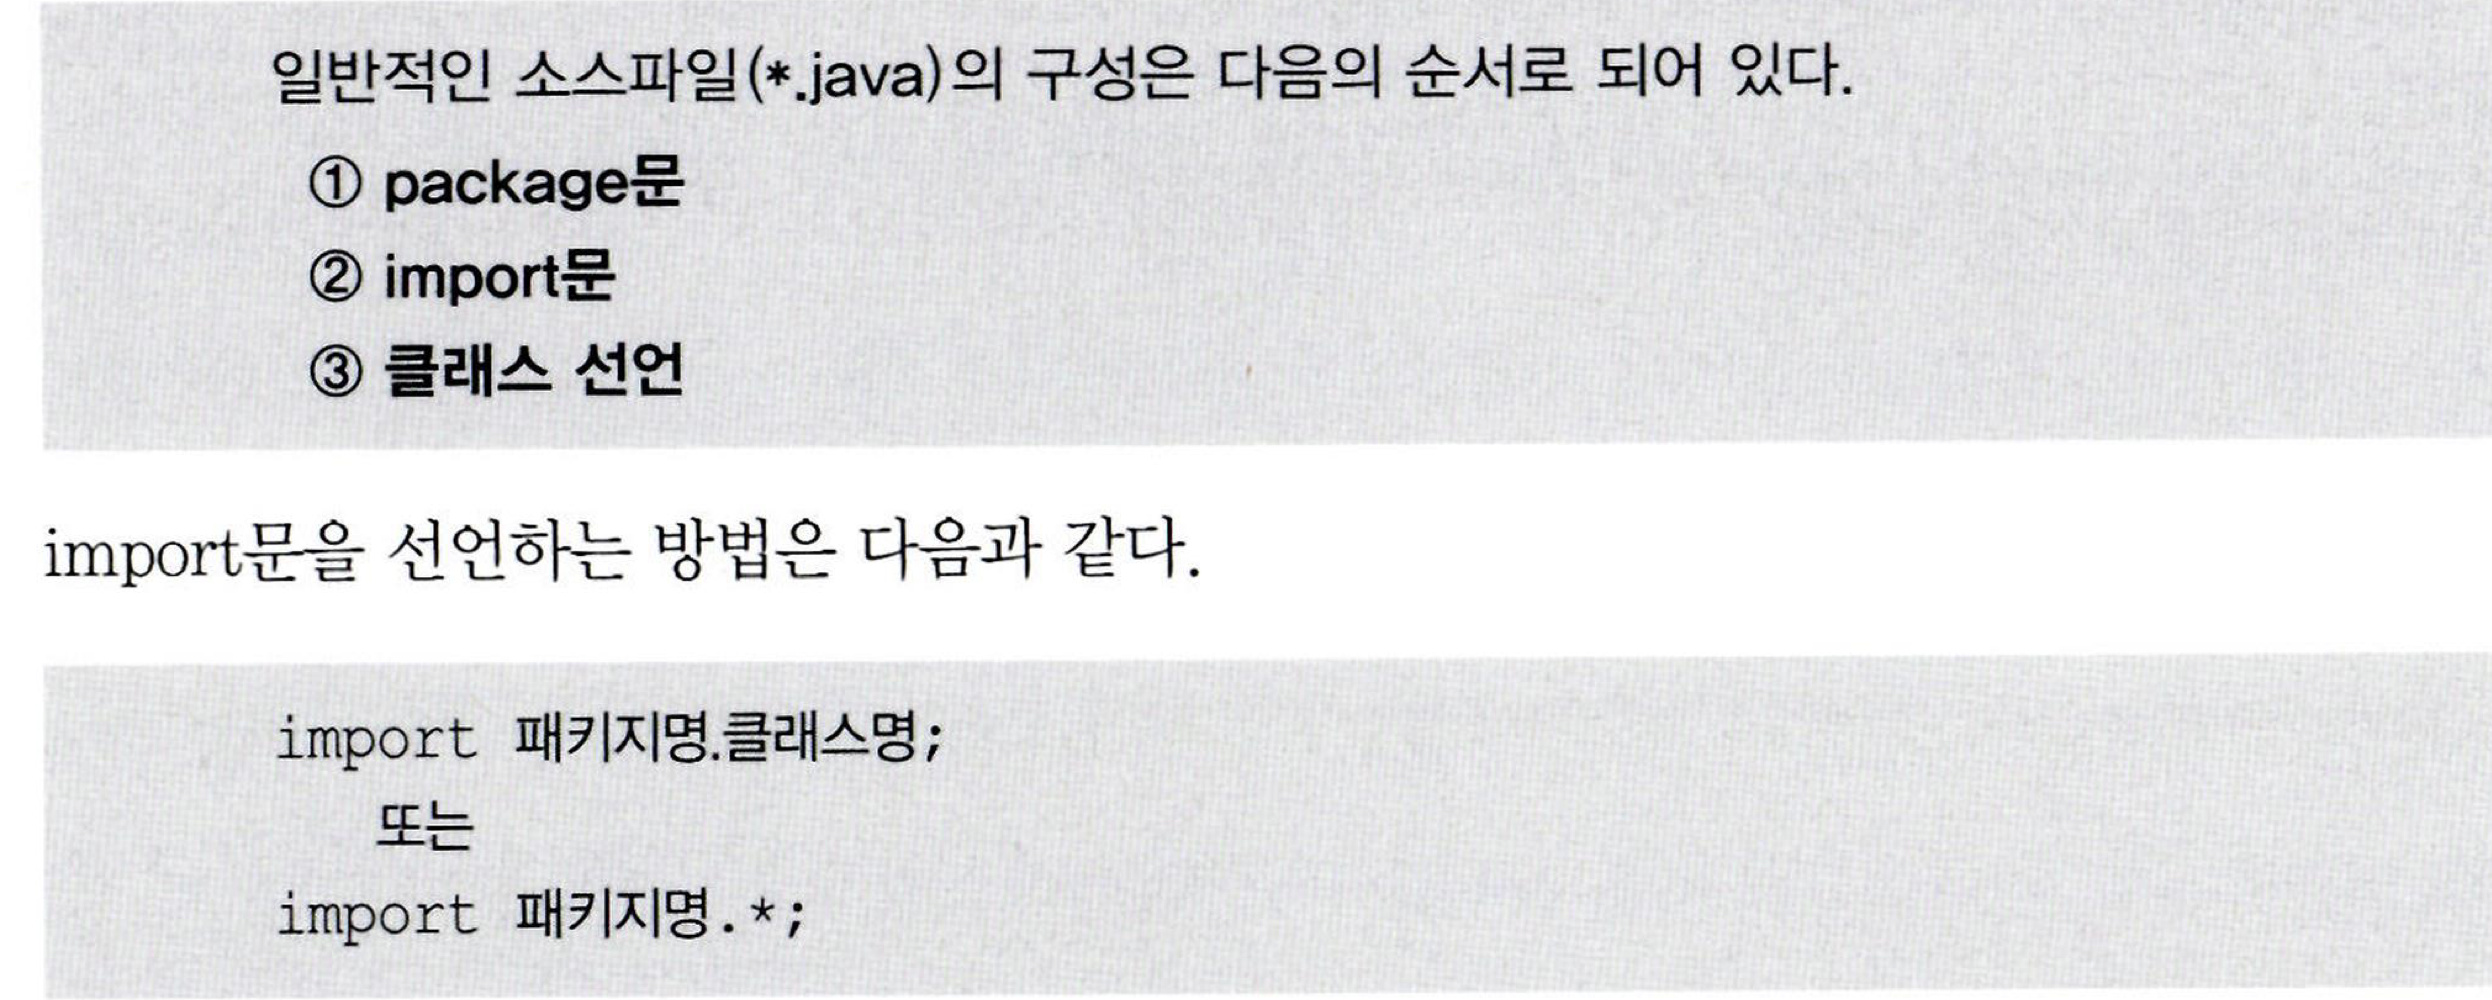 일반적인 소스파일(*.java)의 구성은 다음의 순서로 되어 있다.
① package문
② import문
③ 클래스 선언
import문을 선언하는 방법은 다음과 같다.
import 패키지명.클래스명;
또는
import 패키지명.*;